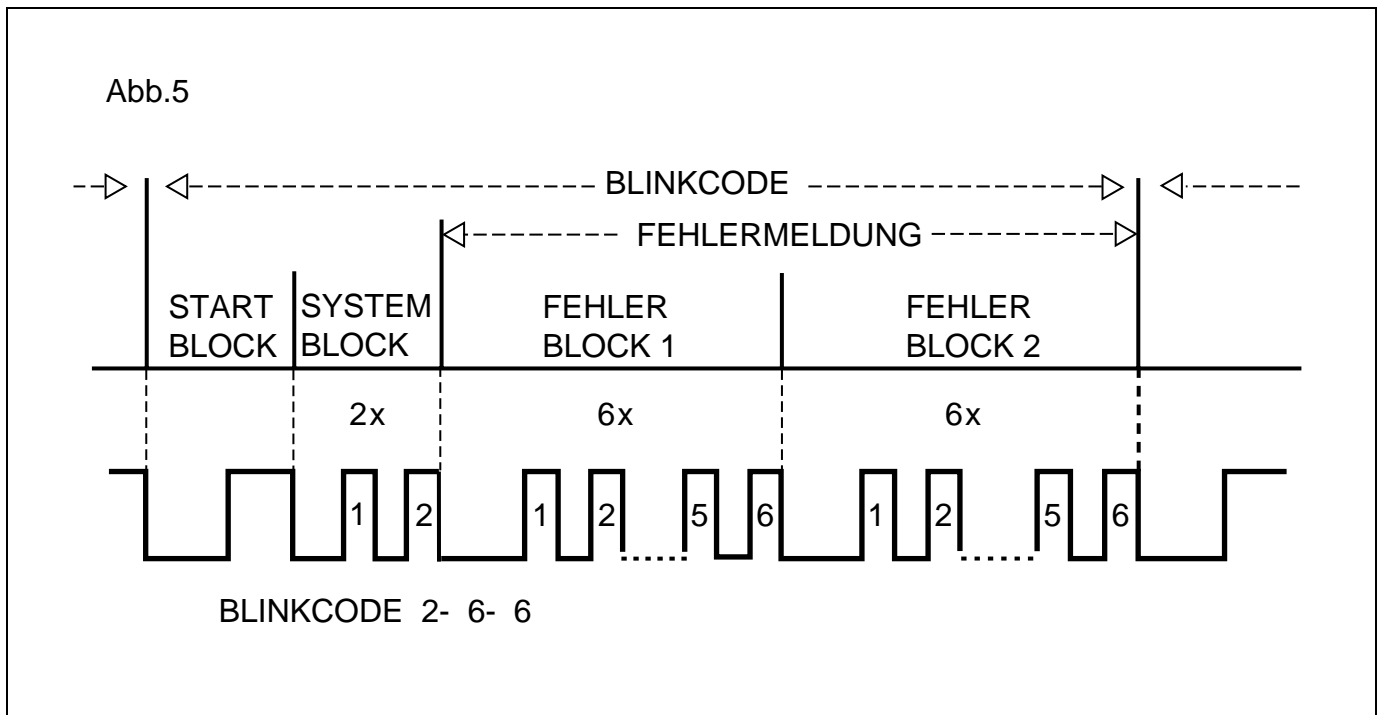 Abb.5
BLINKCODE
FEHLERMELDUNG
START
BLOCK
SYSTEM
BLOCK
FEHLER
BLOCK 1
FEHLER
BLOCK 2
2x
6x
6x
1 2 1 2 5 6 1 2 5 6
BLINKCODE 2- 6- 6